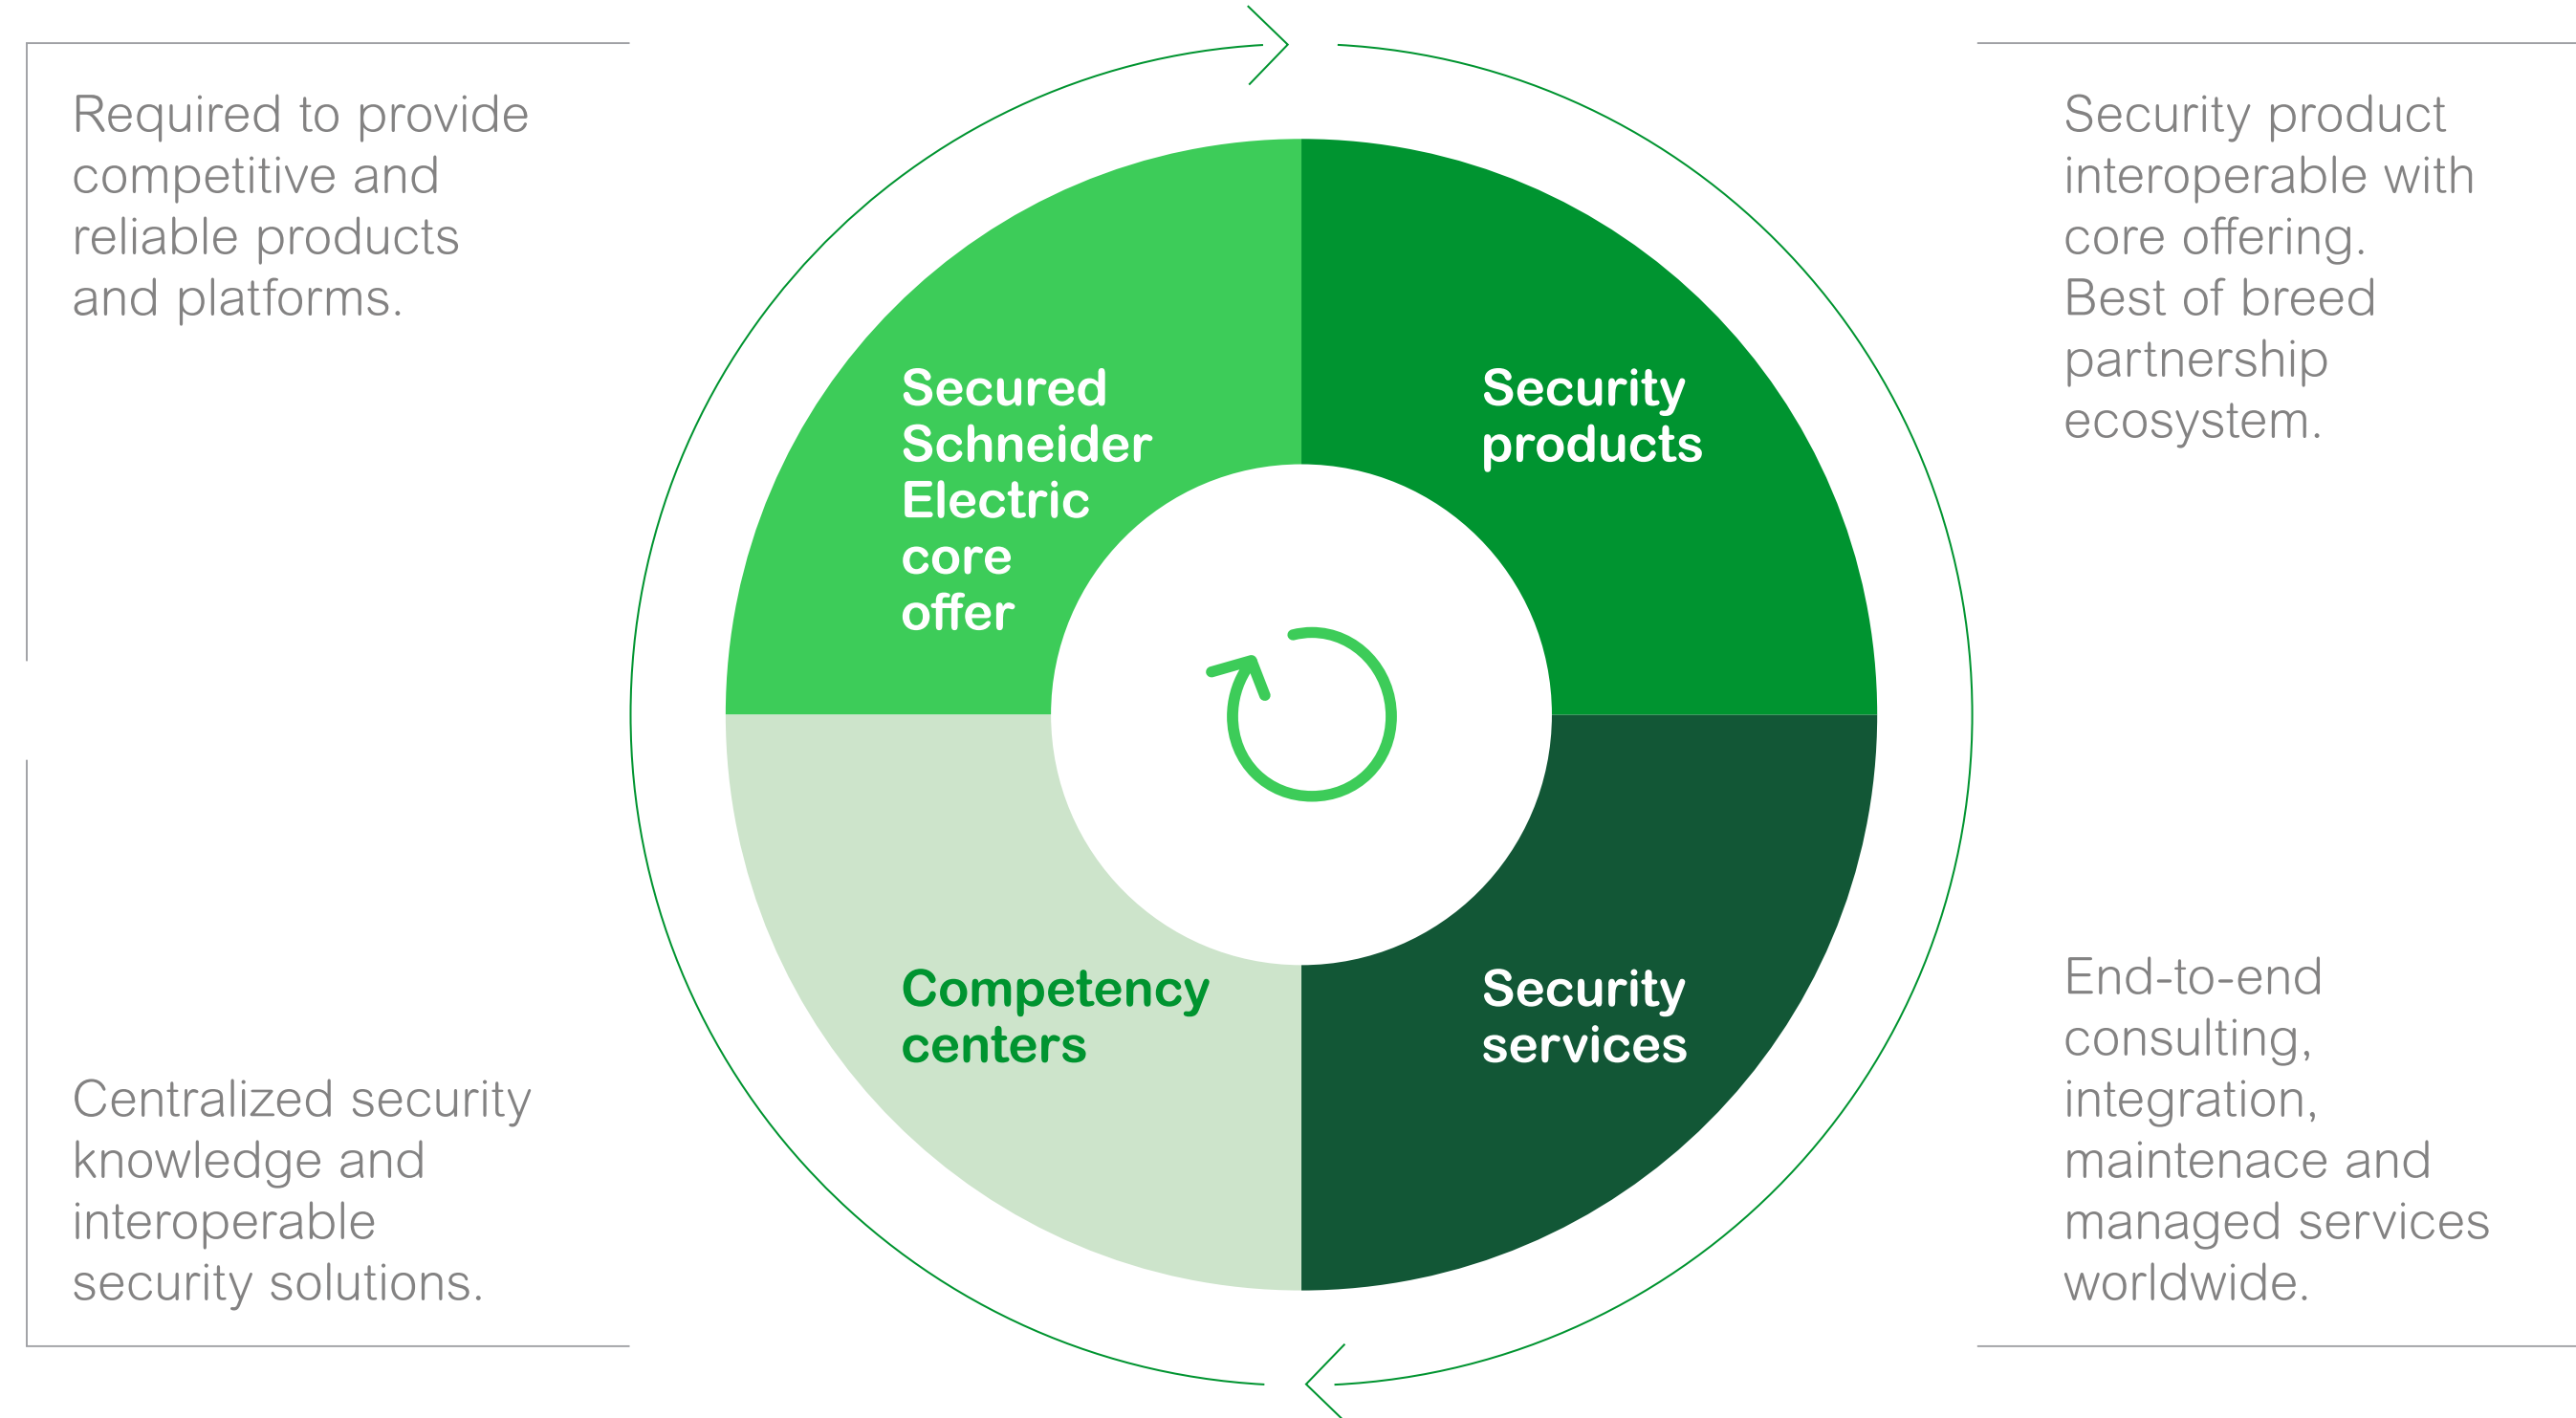 Required to provide
competitive and
reliable products
and platforms.
Secured
Schneider
Electric
core
offer
Security
products
Security product
interoperable with
core offering.
Best of breed
partnership
ecosystem.
Centralized security
knowledge and
interoperable
security solutions.
Competency
centers
Security
services
End-to-end
consulting,
integration,
maintenace and
managed services
worldwide.